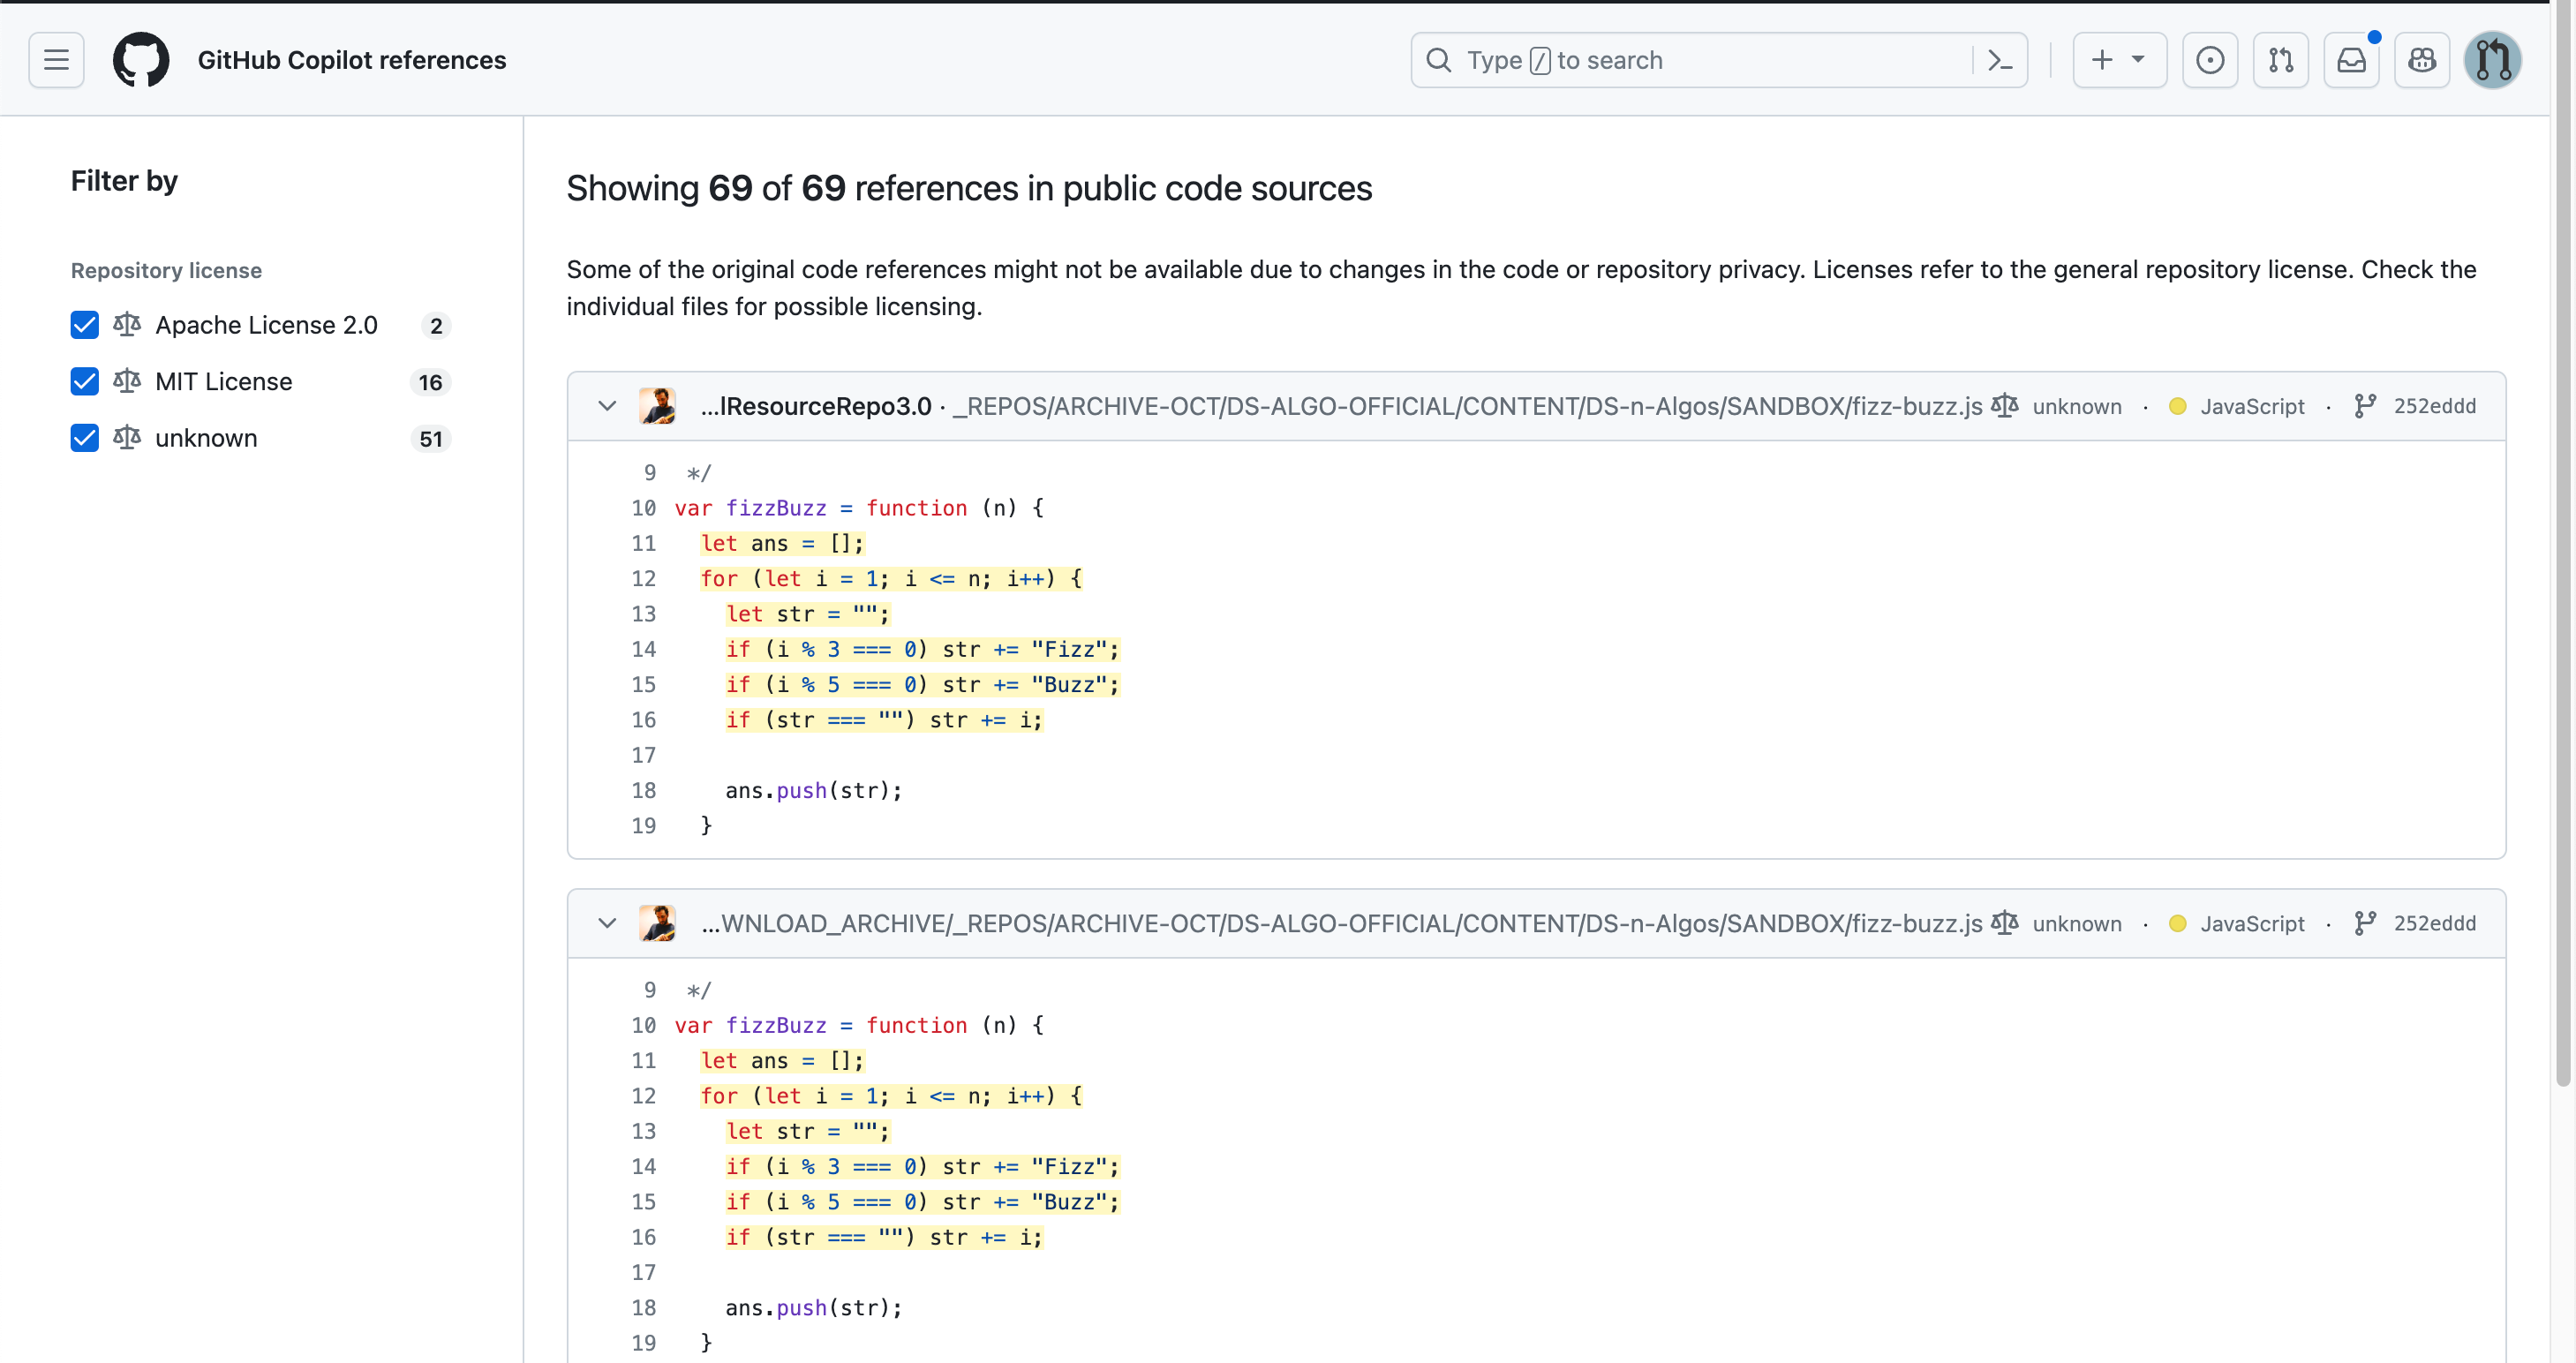 GitHub Copilot references
Type / to search
Filter by
Repository license
Apache License 2.0 2
MIT License 16
unknown 51
Showing 69 of 69 references in public code sources
Some of the original code references might not be available due to changes in the code or repository privacy. Licenses refer to the general repository license. Check the
individual files for possible licensing.
...lResourceRepo3.0 · _REPOS/ARCHIVE-OCT/DS-ALGO-OFFICIAL/CONTENT/DS-n-Algos/SANDBOX/fizz-buzz.js unknown · JavaScript · 252eddd
9 */
10 var fizzBuzz = function (n) {
11 let ans = [];
12 for (let i = 1; i <= n; i++) {
13 let str = "";
14 if (i % 3 === 0) str += "Fizz";
15 if (i % 5 === 0) str += "Buzz";
16 if (str === "") str += i;
17
18 ans.push(str);
19 }
...WNLOAD_ARCHIVE/_REPOS/ARCHIVE-OCT/DS-ALGO-OFFICIAL/CONTENT/DS-n-Algos/SANDBOX/fizz-buzz.js unknown · JavaScript · 252eddd
9 */
10 var fizzBuzz = function (n) {
11 let ans = [];
12 for (let i = 1; i <= n; i++) {
13 let str = "";
14 if (i % 3 === 0) str += "Fizz";
15 if (i % 5 === 0) str += "Buzz";
16 if (str === "") str += i;
17
18 ans.push(str);
19 }